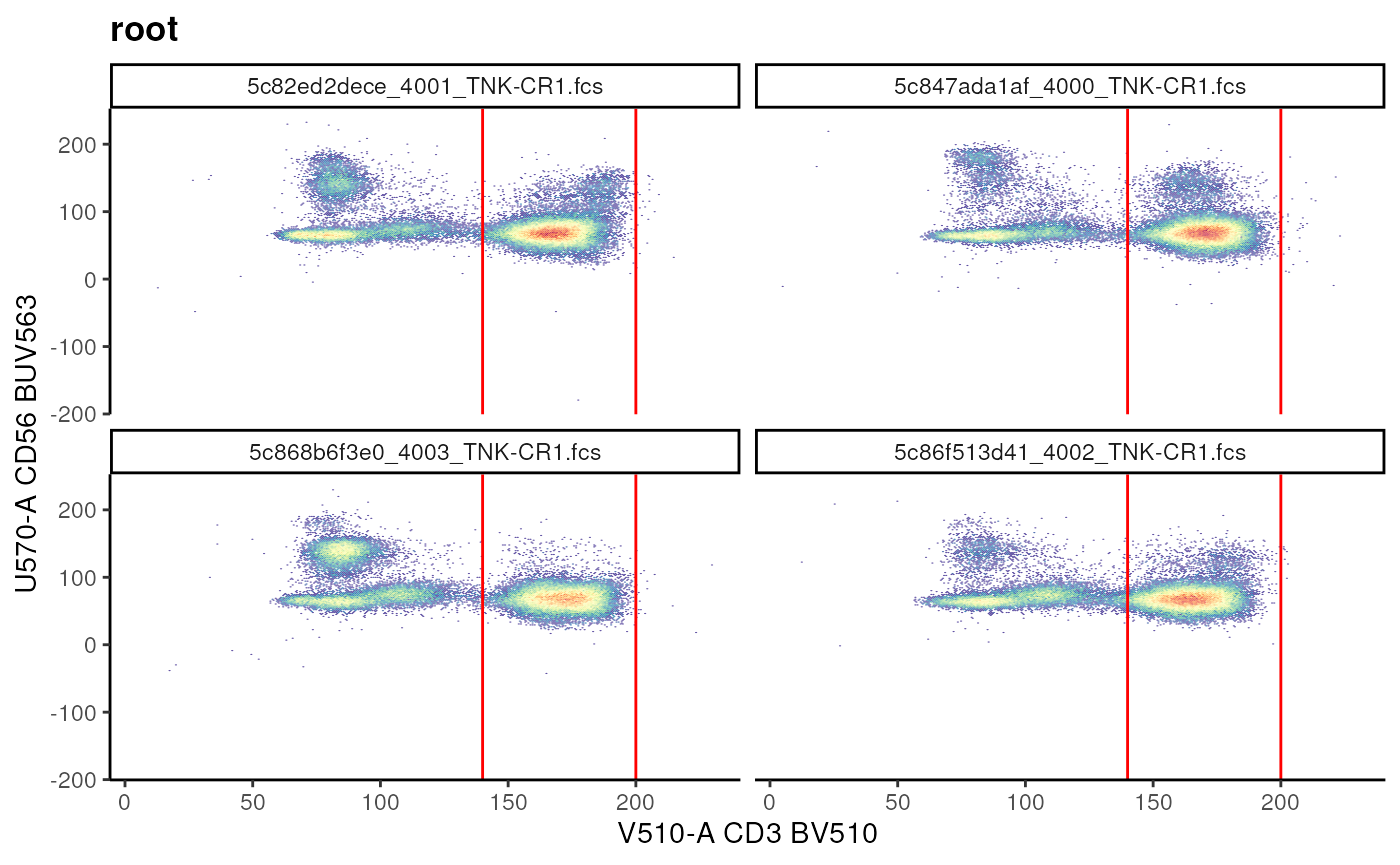 root
5c82ed2dece_4001_TNK-CR1.fcs
5c847ada1af_4000_TNK-CR1.fcs
200
100
0
-100
-200
5c868b6f3e0_4003_TNK-CR1.fcs
5c86f513d41_4002_TNK-CR1.fcs
200
100
0
-100
-200
U570-A CD56 BUV563
0 50 100 150 200
0 50 100 150 200
V510-A CD3 BV510